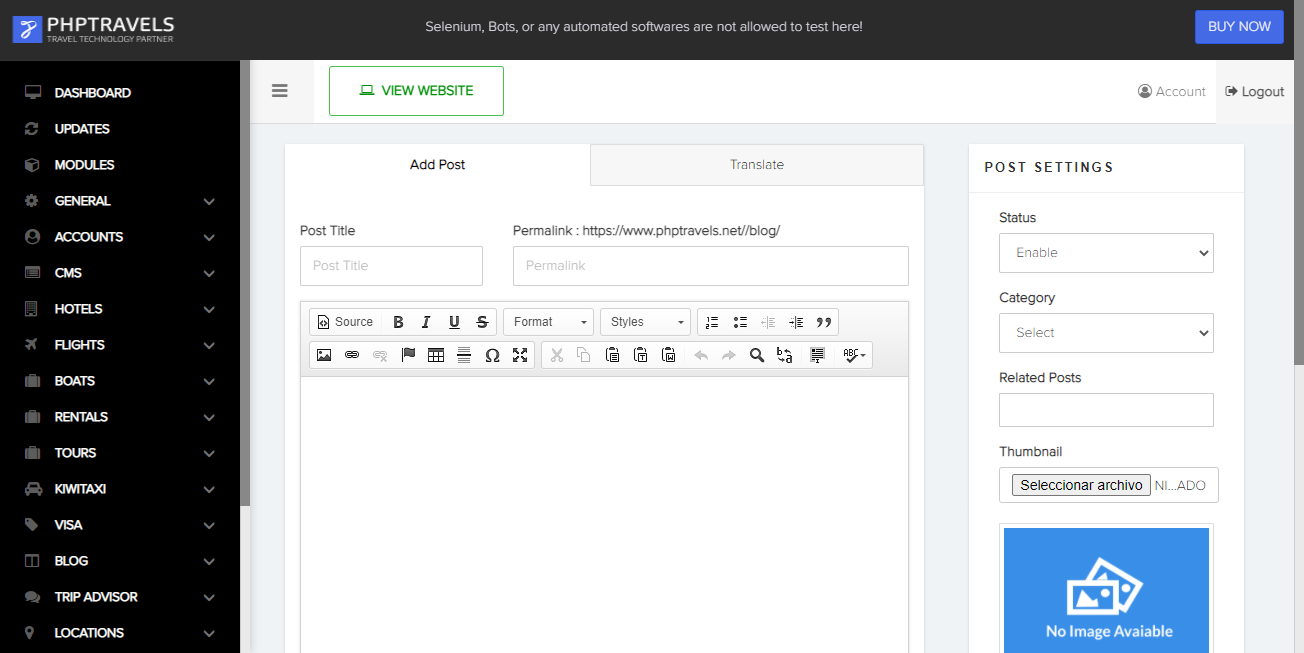 PHPTRAVELS
TRAVEL TECHNOLOGY PARTNER
Selenium, Bots, or any automated softwares are not allowed to test here!
BUY NOW
DASHBOARD
UPDATES
MODULES
GENERAL
ACCOUNTS
CMS
HOTELS
FLIGHTS
BOATS
RENTALS
TOURS
KIWITAXI
VISA
BLOG
TRIP ADVISOR
LOCATIONS
VIEW WEBSITE
Account
Logout
Add Post
Translate
Post Title
Permalink : https://www.phptravels.net//blog/
Post Title
Permalink
Source B I U S Format Styles
Ω ABC
POST SETTINGS
Status
Enable
Category
Select
Related Posts
Thumbnail
Seleccionar archivo NI...ADO
No Image Avaiable